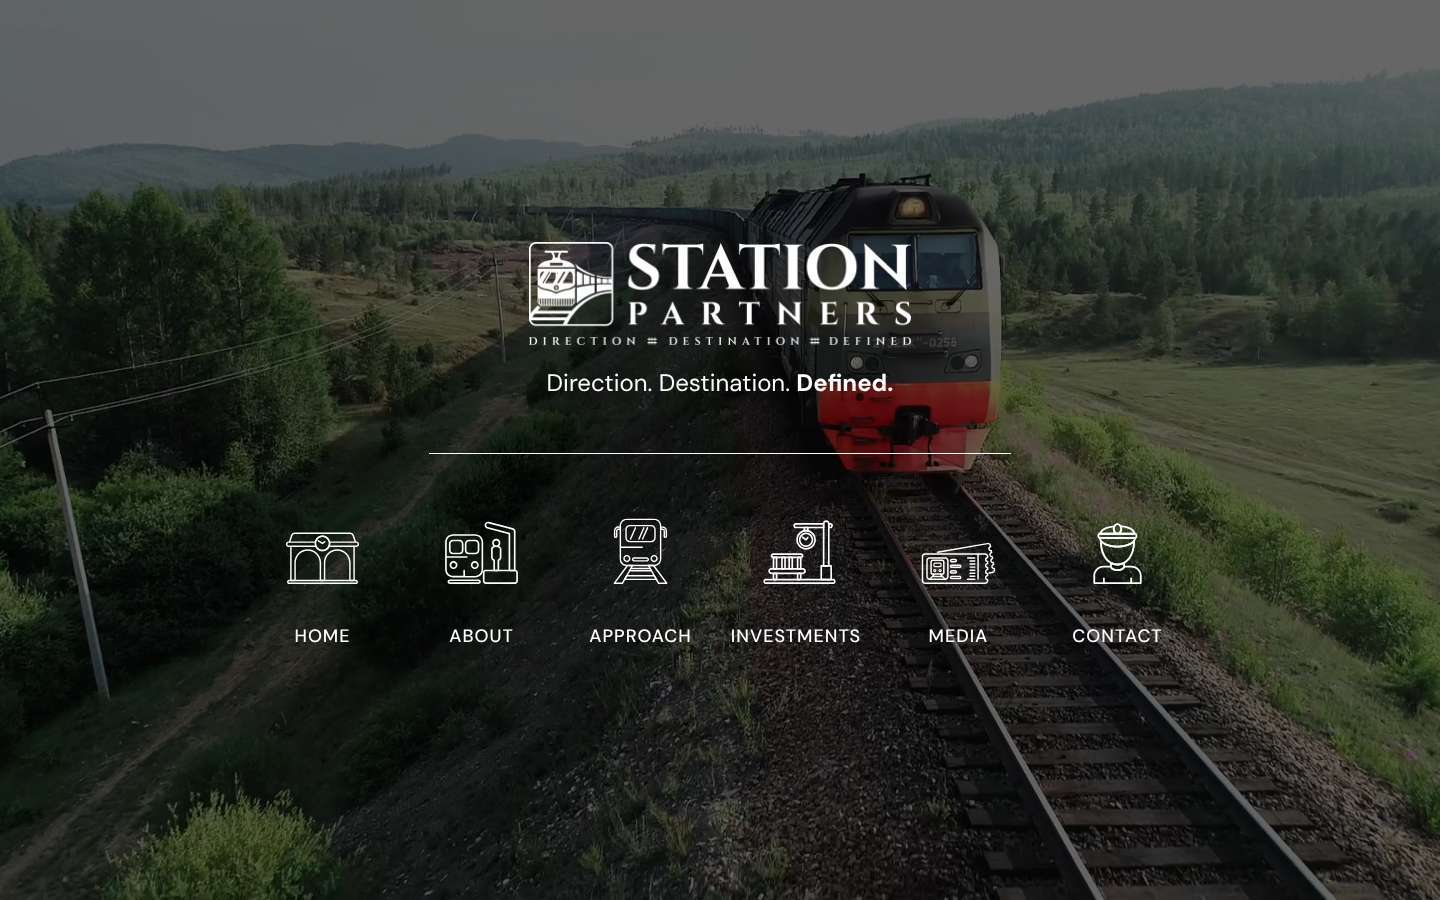 STATION
PARTNERS
DIRECTION # DESTINATION # DEFINED
Direction. Destination. Defined.
HOME
ABOUT
APPROACH
INVESTMENTS
MEDIA
CONTACT